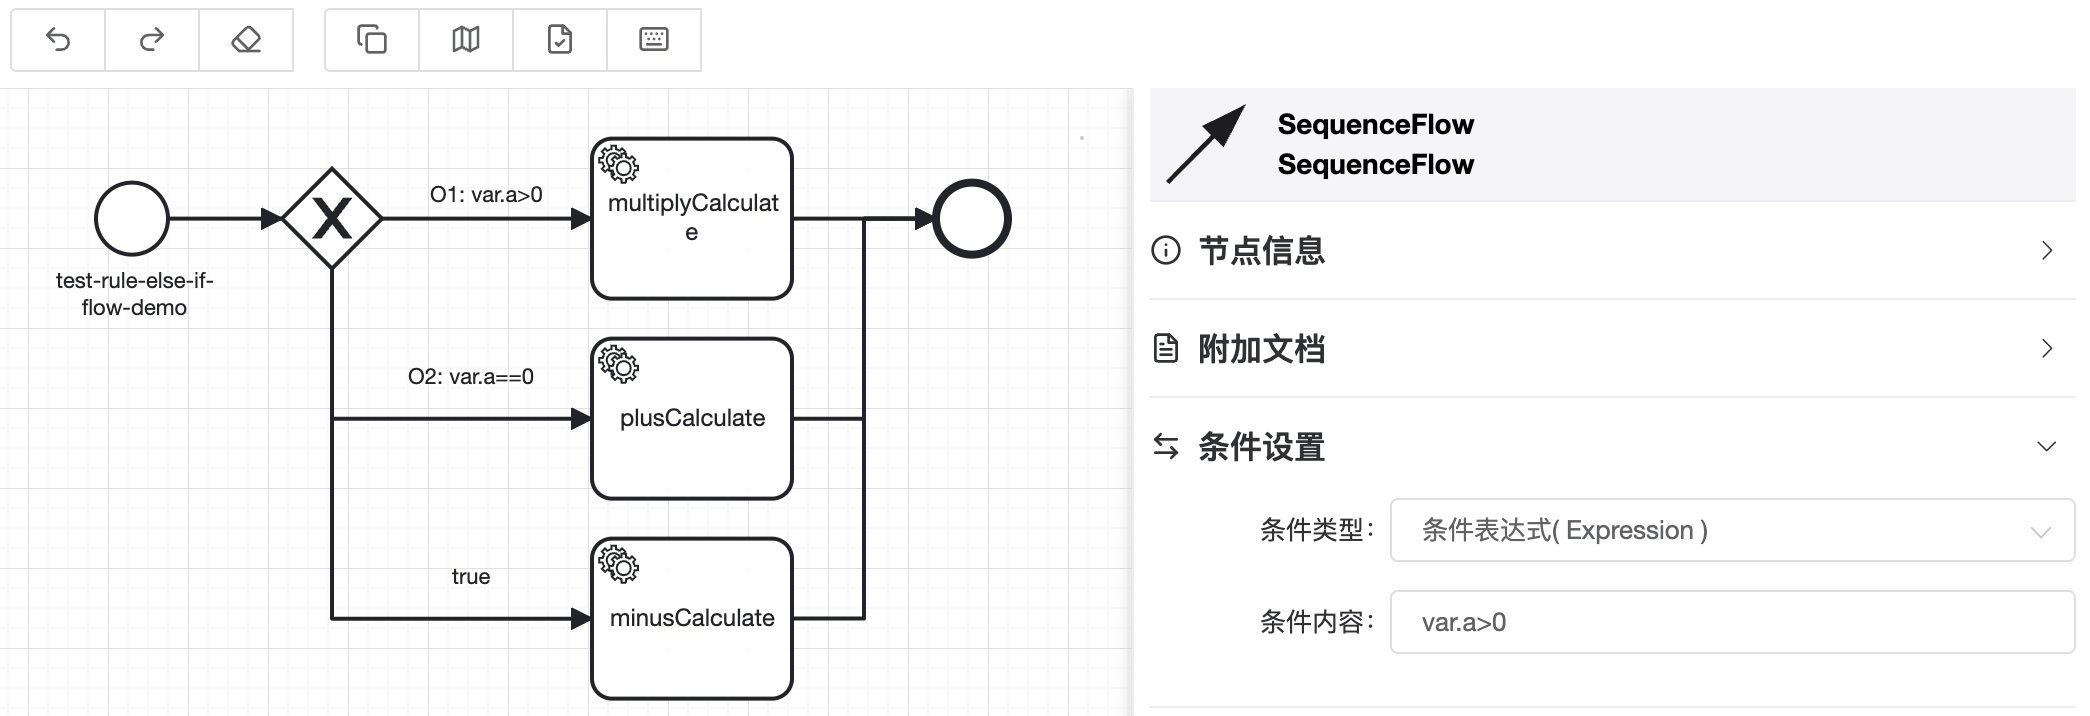 test-rule-else-if-
flow-demo
O1: var.a>0
multiplyCalculat
e
O2: var.a==0
plusCalculate
true
minusCalculate
SequenceFlow
SequenceFlow
节点信息
附加文档
条件设置
条件类型： 条件表达式( Expression )
条件内容： var.a>0